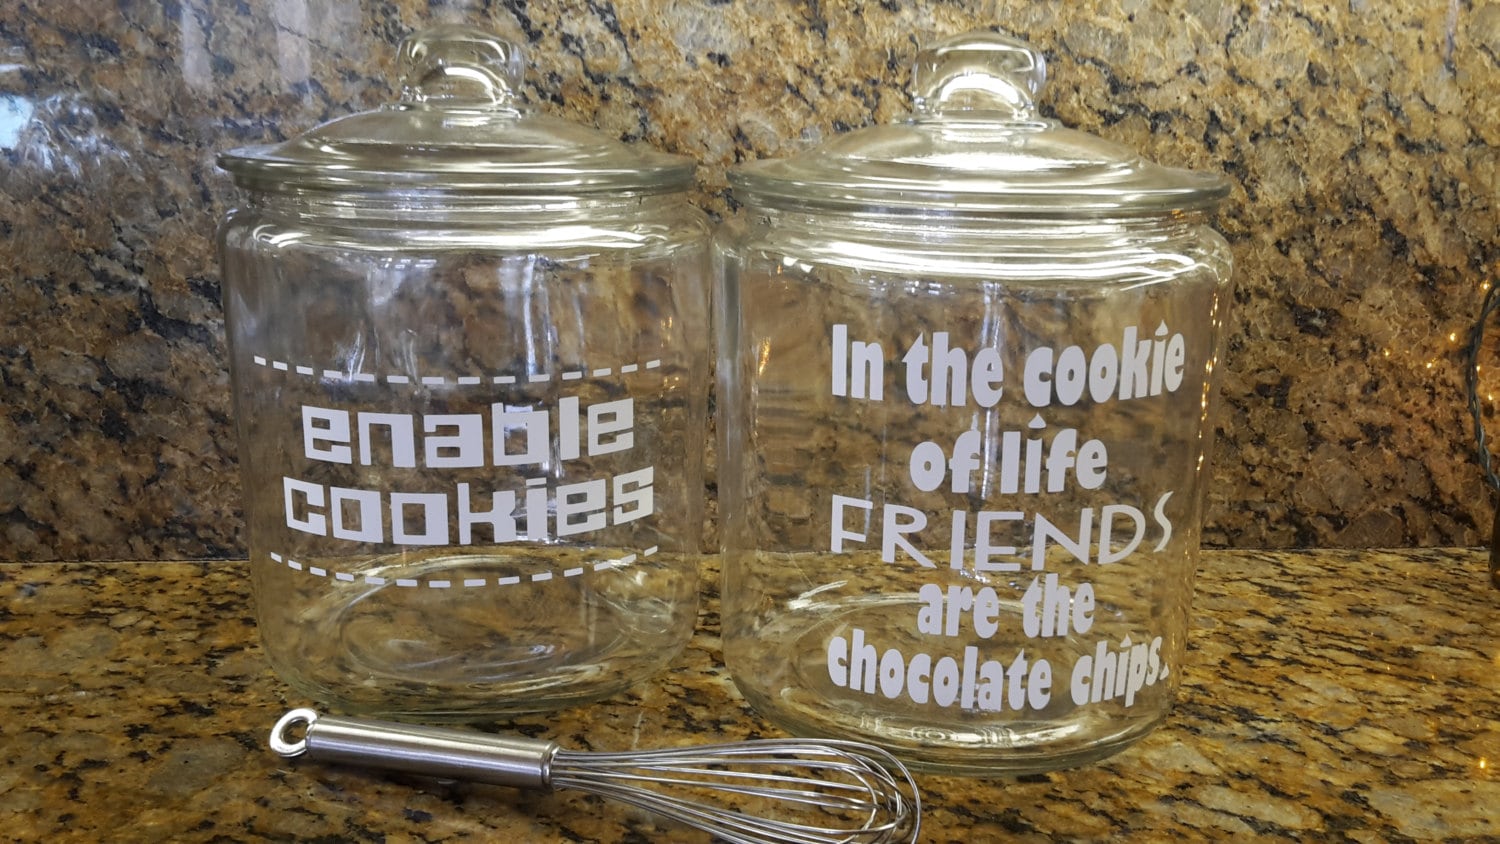 enable
cookies
In the cookie
of life
FRIENDS
are the
chocolate chips.